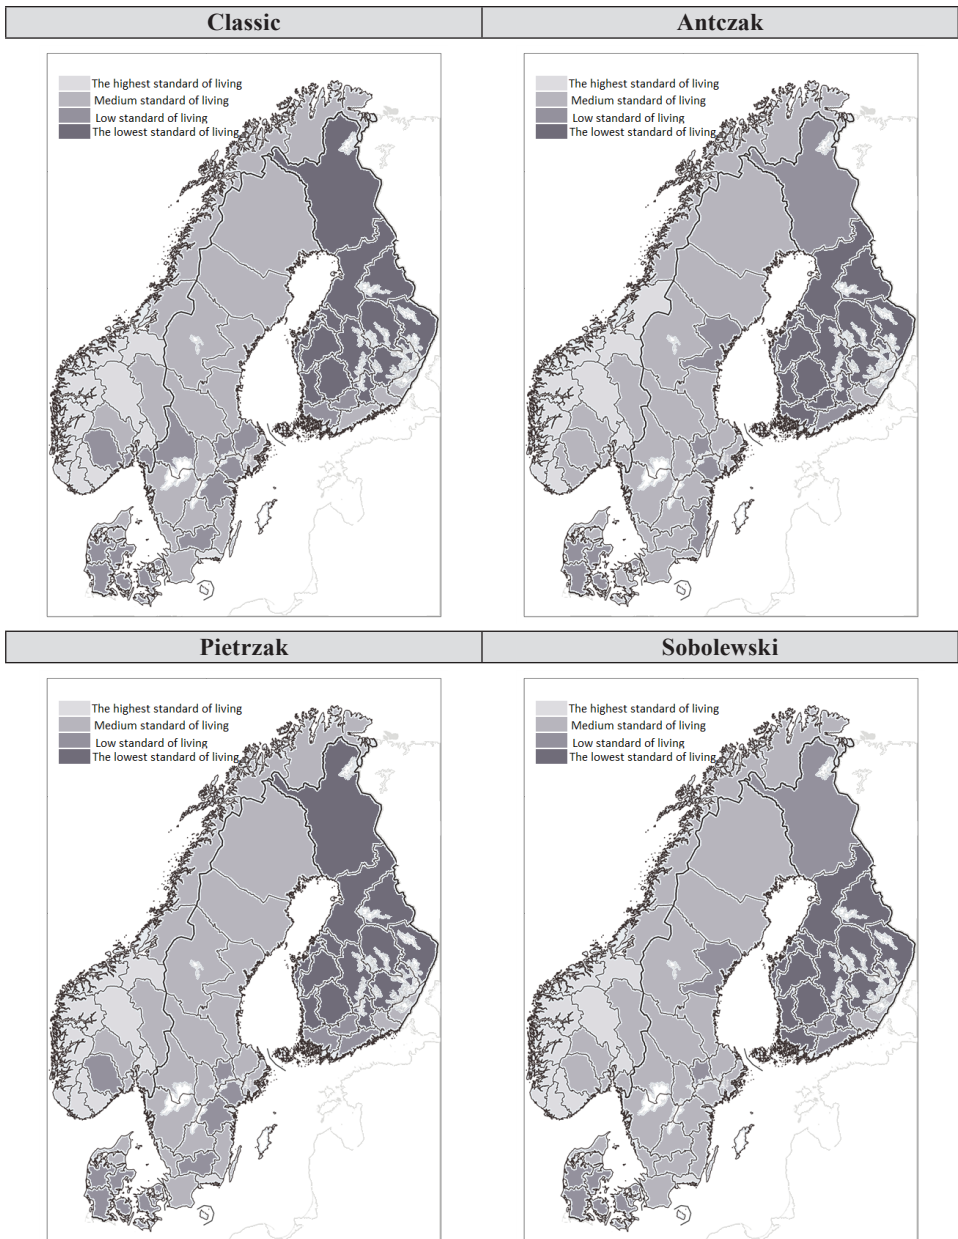 Classic
Antczak
The highest standard of living
Medium standard of living
Low standard of living
The lowest standard of living
The highest standard of living
Medium standard of living
Low standard of living
The lowest standard of living
Pietrzak
Sobolewski
The highest standard of living
Medium standard of living
Low standard of living
The lowest standard of living
The highest standard of living
Medium standard of living
Low standard of living
The lowest standard of living